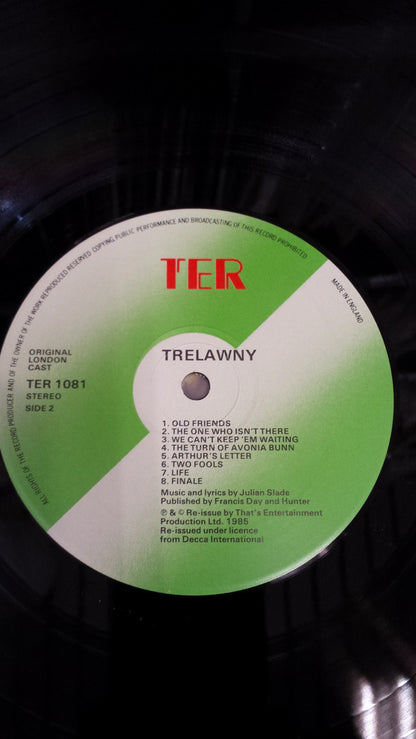 ALL RIGHTS OF THE RECORD PRODUCER AND OF THE OWNER OF THE WORK REPRODUCED RESERVED. COPYING, PUBLIC PERFORMANCE AND BROADCASTING OF THIS RECORD PROHIBITED
MADE IN ENGLAND
TER
ORIGINAL
LONDON
CAST
TER 1081
STEREO
SIDE 2
TRELAWNY
1. OLD FRIENDS
2. THE ONE WHO ISN'T THERE
3. WE CAN'T KEEP 'EM WAITING
4. THE TURN OF AVONIA BUNN
5. ARTHUR'S LETTER
6. TWO FOOLS
7. LIFE
8. FINALE
Music and lyrics by Julian Slade
Published by Francis Day and Hunter
℗ & © Re-issue by That's Entertainment
Production Ltd. 1985
Re-issued under licence
from Decca International